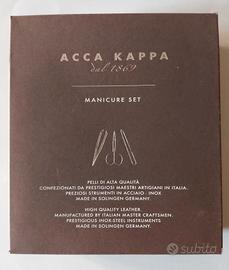 ACCA KAPPA
dal 1869
MANICURE SET
PELLI DI ALTA QUALITÀ
CONFEZIONATI DA PRESTIGIOSI MAESTRI ARTIGIANI IN ITALIA.
PREZIOSI STRUMENTI IN ACCIAIO - INOX
MADE IN SOLINGEN GERMANY.
HIGH QUALITY LEATHER.
MANUFACTURED BY ITALIAN MASTER CRAFTSMEN.
PRESTIGIOUS INOX-STEEL INSTRUMENTS
MADE IN SOLINGEN GERMANY.
subito